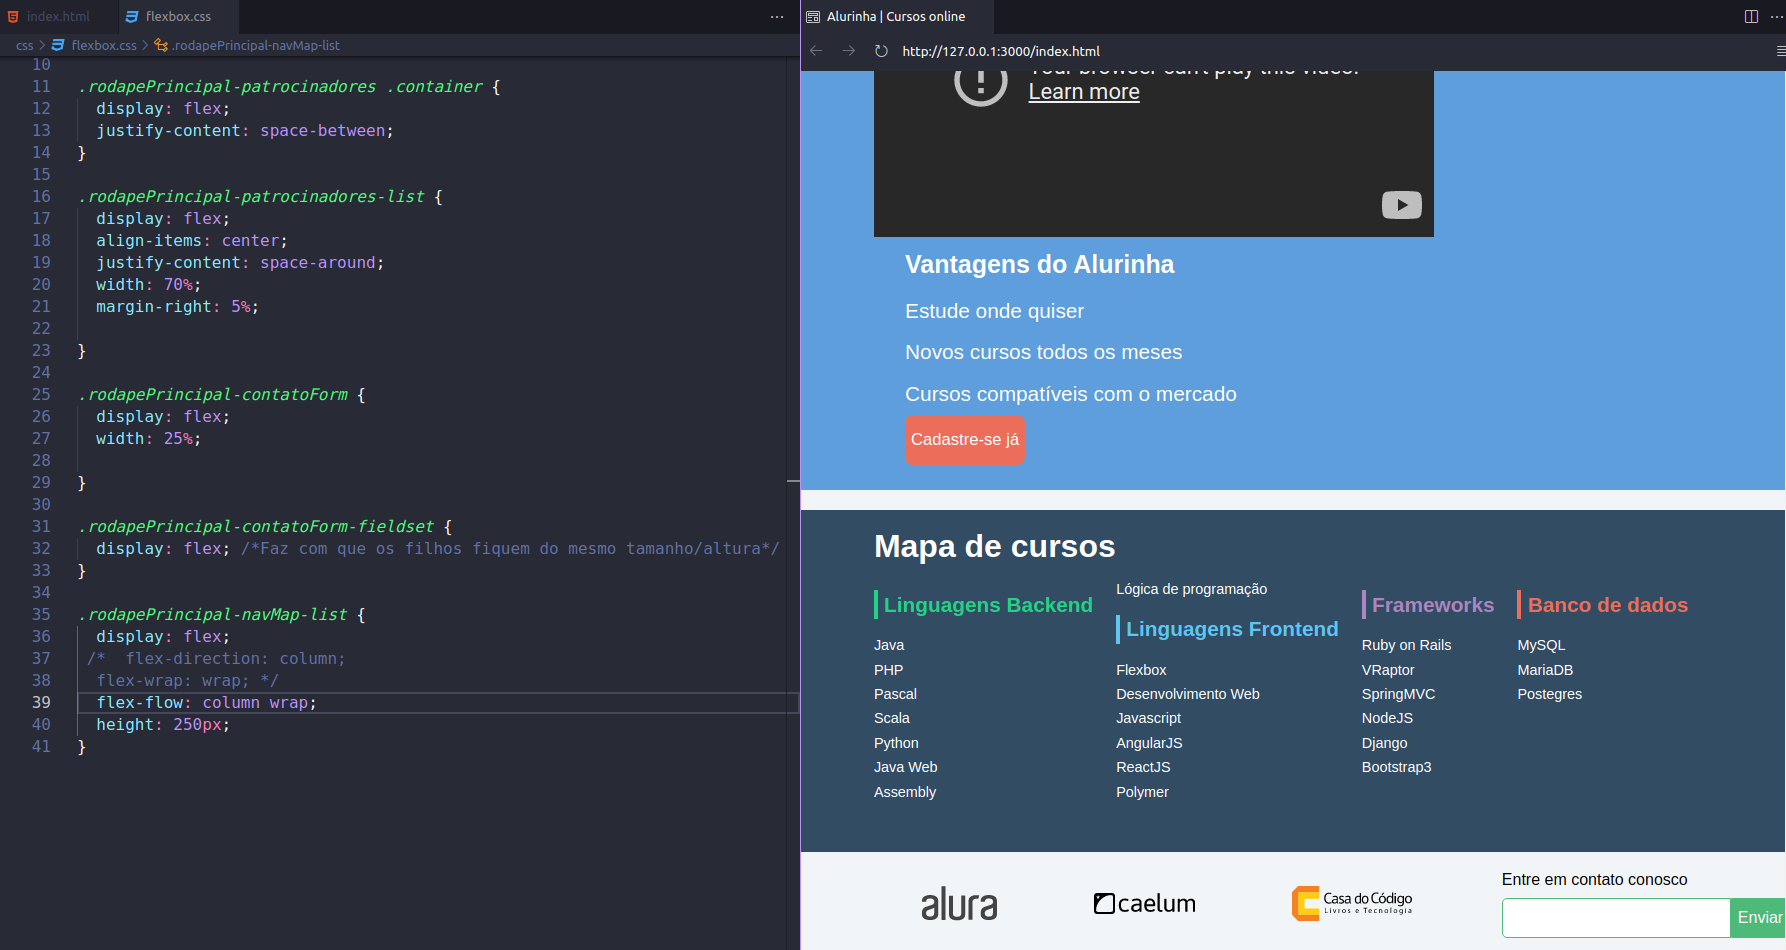 index.html
flexbox.css
css > flexbox.css > .rodapePrincipal-navMap-list
10
11 .rodapePrincipal-patrocinadores .container {
12 display: flex;
13 justify-content: space-between;
14 }
15
16 .rodapePrincipal-patrocinadores-list {
17 display: flex;
18 align-items: center;
19 justify-content: space-around;
20 width: 70%;
21 margin-right: 5%;
22
23 }
24
25 .rodapePrincipal-contatoForm {
26 display: flex;
27 width: 25%;
28
29 }
30
31 .rodapePrincipal-contatoForm-fieldset {
32 display: flex; /*Faz com que os filhos fiquem do mesmo tamanho/altura*/
33 }
34
35 .rodapePrincipal-navMap-list {
36 display: flex;
37 /* flex-direction: column;
38 flex-wrap: wrap; */
39 flex-flow: column wrap;
40 height: 250px;
41 }
Alurinha | Cursos online
http://127.0.0.1:3000/index.html
Your browser can't play this video.
Learn more
Vantagens do Alurinha
Estude onde quiser
Novos cursos todos os meses
Cursos compatíveis com o mercado
Cadastre-se já
Mapa de cursos
Linguagens Backend
Java
PHP
Pascal
Scala
Python
Java Web
Assembly
Lógica de programação
Linguagens Frontend
Flexbox
Desenvolvimento Web
Javascript
AngularJS
ReactJS
Polymer
Frameworks
Ruby on Rails
VRaptor
SpringMVC
NodeJS
Django
Bootstrap3
Banco de dados
MySQL
MariaDB
Postegres
alura
caelum
Casa do Código
Livros e Tecnologia
Entre em contato conosco
Enviar